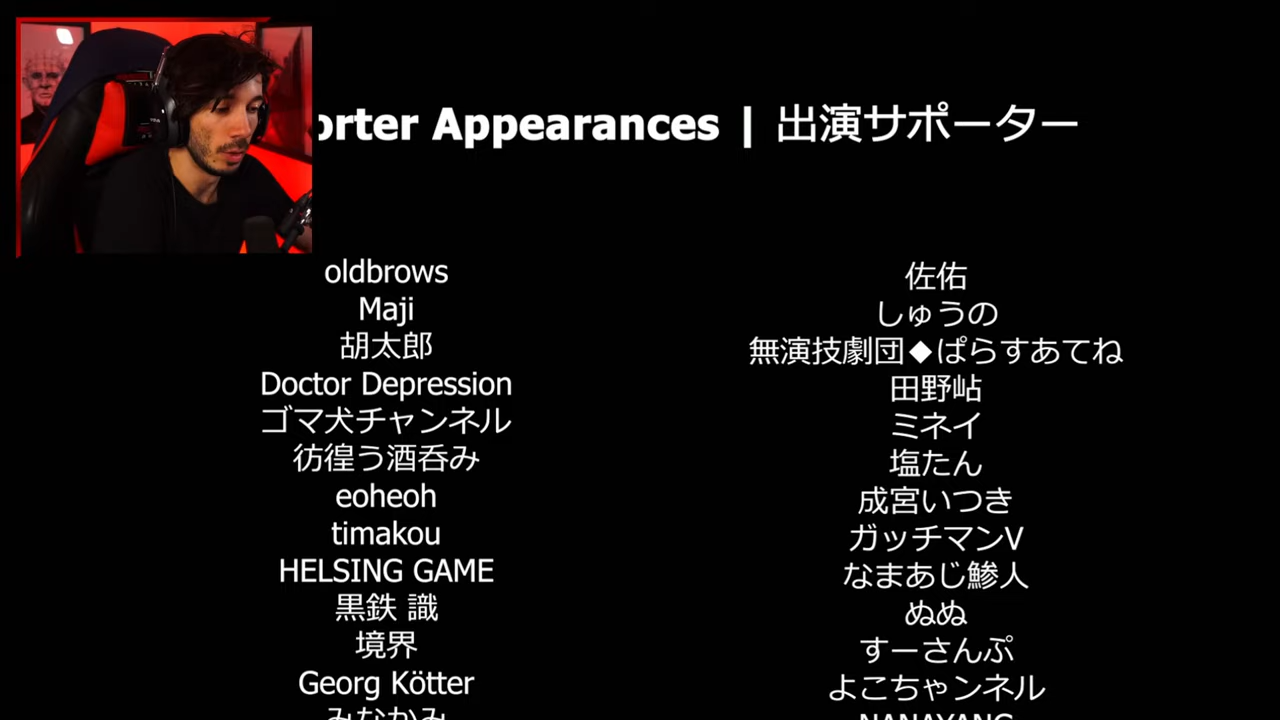 orter Appearances | 出演サポーター
oldbrows
Maji
胡太郎
Doctor Depression
ゴマ犬チャンネル
彷徨う酒呑み
eoheoh
timakou
HELSING GAME
黒鉄 識
境界
Georg Kötter
みなかみ
佐佑
しゅうの
無演技劇団◆ぱらすあてね
田野岾
ミネイ
塩たん
成宮いつき
ガッチマンV
なまあじ鯵人
ぬぬ
すーさんぷ
よこちゃンネル
NANAYANG